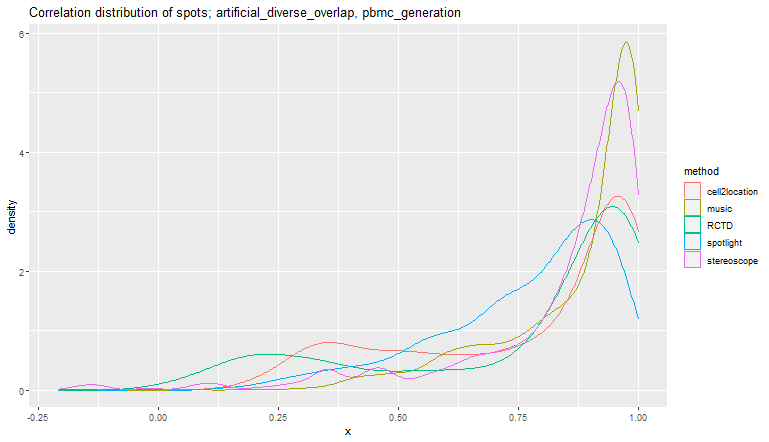 Correlation distribution of spots; artificial_diverse_overlap, pbmc_generation
6
4
2
0
density
-0.25
0.00
0.25
0.50
0.75
1.00
x
method
cell2location
music
RCTD
spotlight
stereoscope